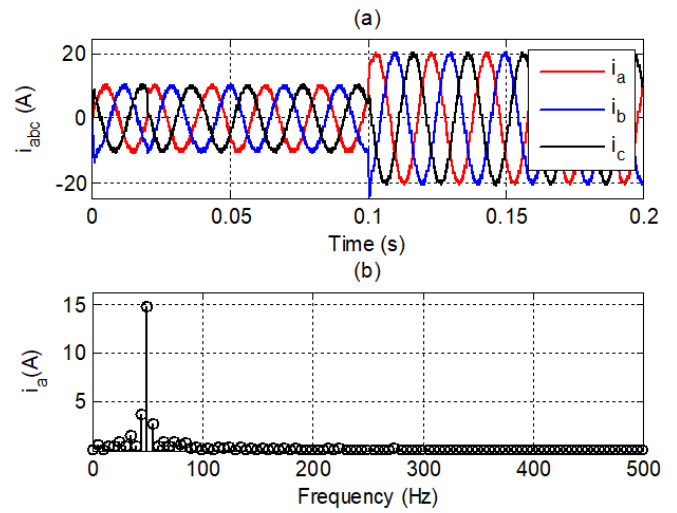 (a)
i_abc (A)
20
0
-20
i_a
i_b
i_c
0 0.05 0.1 0.15 0.2
Time (s)
(b)
i_a(A)
15
10
5
0 100 200 300 400 500
Frequency (Hz)